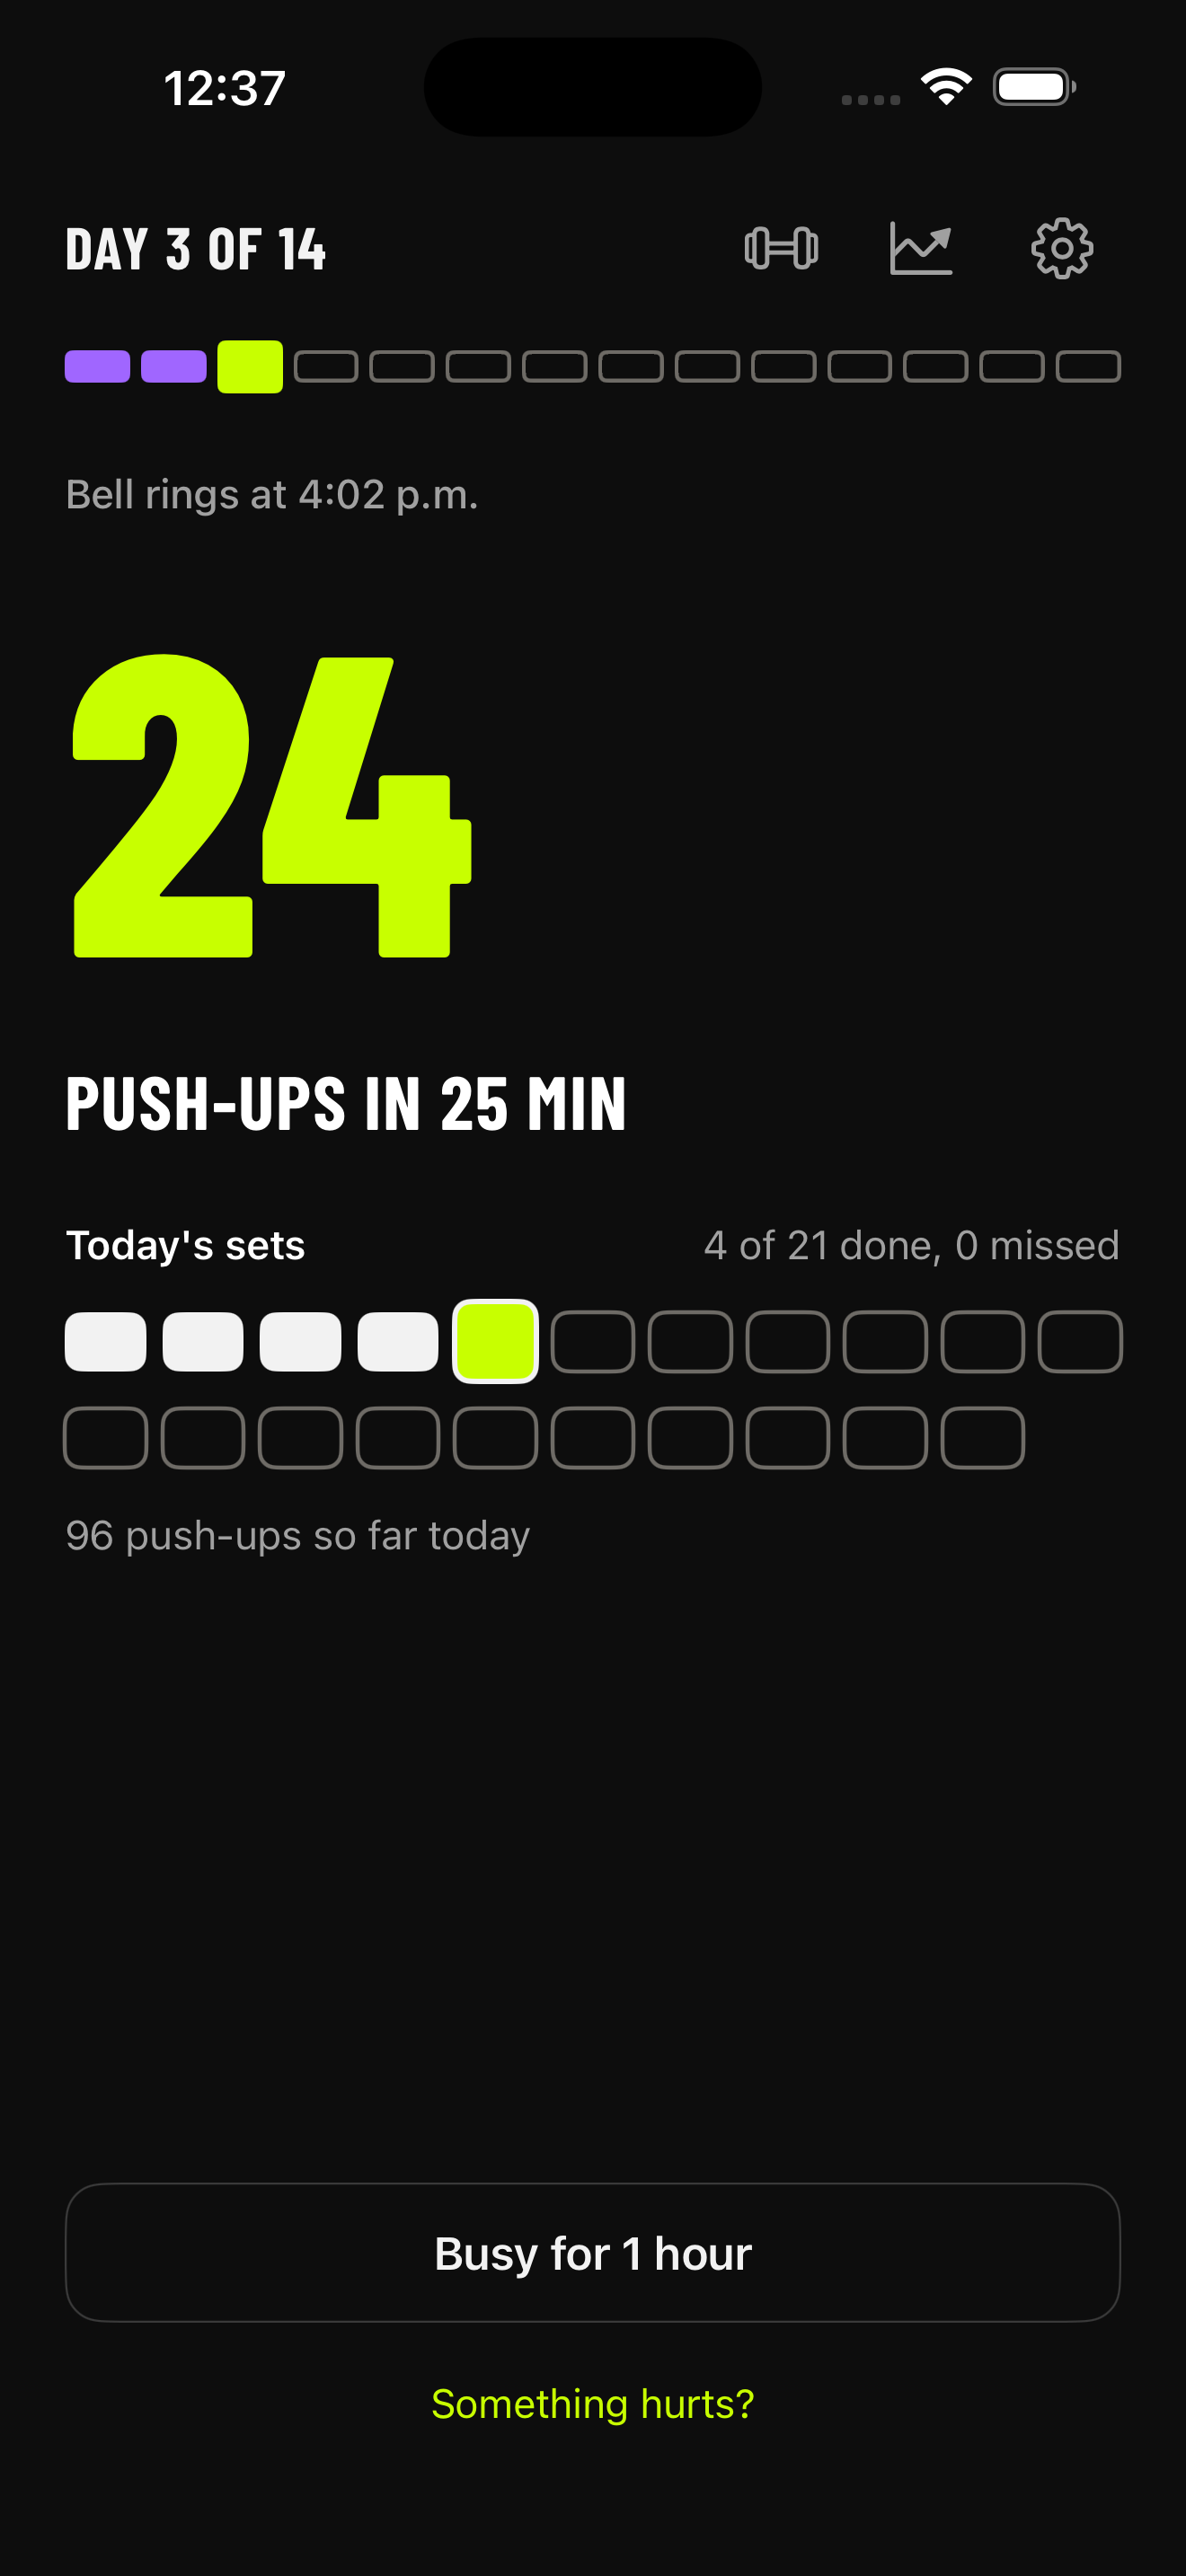 12:37
DAY 3 OF 14
Bell rings at 4:02 p.m.
24
PUSH-UPS IN 25 MIN
Today's sets
4 of 21 done, 0 missed
96 push-ups so far today
Busy for 1 hour
Something hurts?